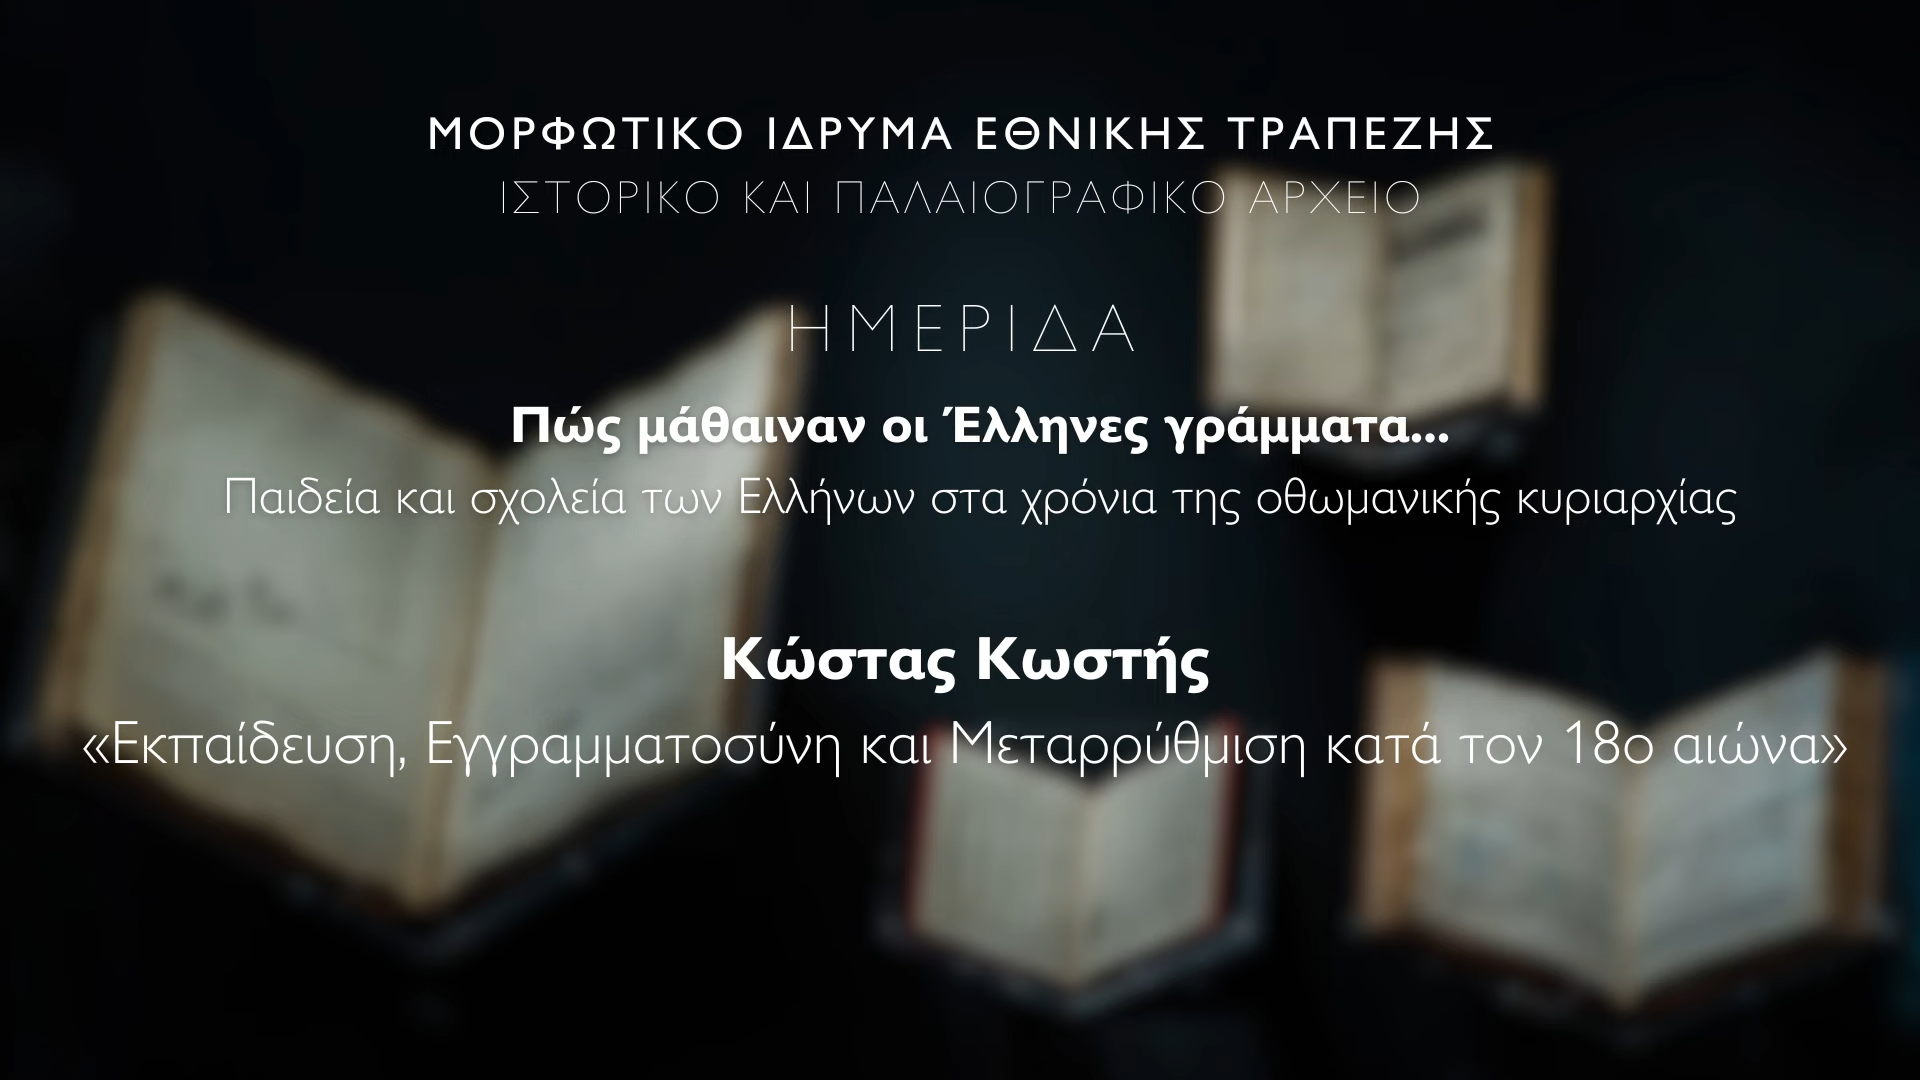 ΜΟΡΦΩΤΙΚΟ ΙΔΡΥΜΑ ΕΘΝΙΚΗΣ ΤΡΑΠΕΖΗΣ
ΙΣΤΟΡΙΚΟ ΚΑΙ ΠΑΛΑΙΟΓΡΑΦΙΚΟ ΑΡΧΕΙΟ
ΗΜΕΡΙΔΑ
Πώς μάθαιναν οι Έλληνες γράμματα...
Παιδεία και σχολεία των Ελλήνων στα χρόνια της οθωμανικής κυριαρχίας
Κώστας Κωστής
«Εκπαίδευση, Εγγραμματοσύνη και Μεταρρύθμιση κατά τον 18ο αιώνα»